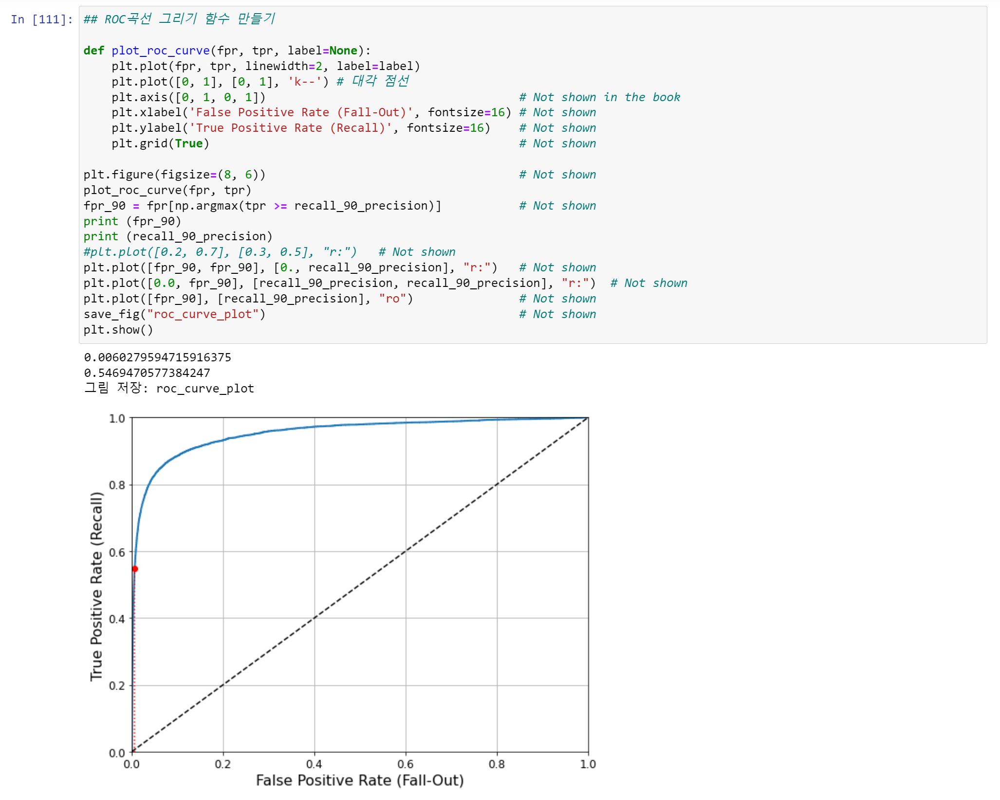 In [111]:
## ROC곡선 그리기 함수 만들기
def plot_roc_curve(fpr, tpr, label=None):
    plt.plot(fpr, tpr, linewidth=2, label=label)
    plt.plot([0, 1], [0, 1], 'k--') # 대각 점선
    plt.axis([0, 1, 0, 1])                                    # Not shown in the book
    plt.xlabel('False Positive Rate (Fall-Out)', fontsize=16) # Not shown
    plt.ylabel('True Positive Rate (Recall)', fontsize=16)    # Not shown
    plt.grid(True)                                            # Not shown
plt.figure(figsize=(8, 6))                                    # Not shown
plot_roc_curve(fpr, tpr)
fpr_90 = fpr[np.argmax(tpr >= recall_90_precision)]           # Not shown
print (fpr_90)
print (recall_90_precision)
#plt.plot([0.2, 0.7], [0.3, 0.5], "r:")   # Not shown
plt.plot([fpr_90, fpr_90], [0., recall_90_precision], "r:")   # Not shown
plt.plot([0.0, fpr_90], [recall_90_precision, recall_90_precision], "r:")  # Not shown
plt.plot([fpr_90], [recall_90_precision], "ro")               # Not shown
save_fig("roc_curve_plot")                                    # Not shown
plt.show()
0.0060279594715916375
0.5469470577384247
그림 저장: roc_curve_plot
True Positive Rate (Recall)
1.0
0.8
0.6
0.4
0.2
0.0
0.0 0.2 0.4 0.6 0.8 1.0
False Positive Rate (Fall-Out)